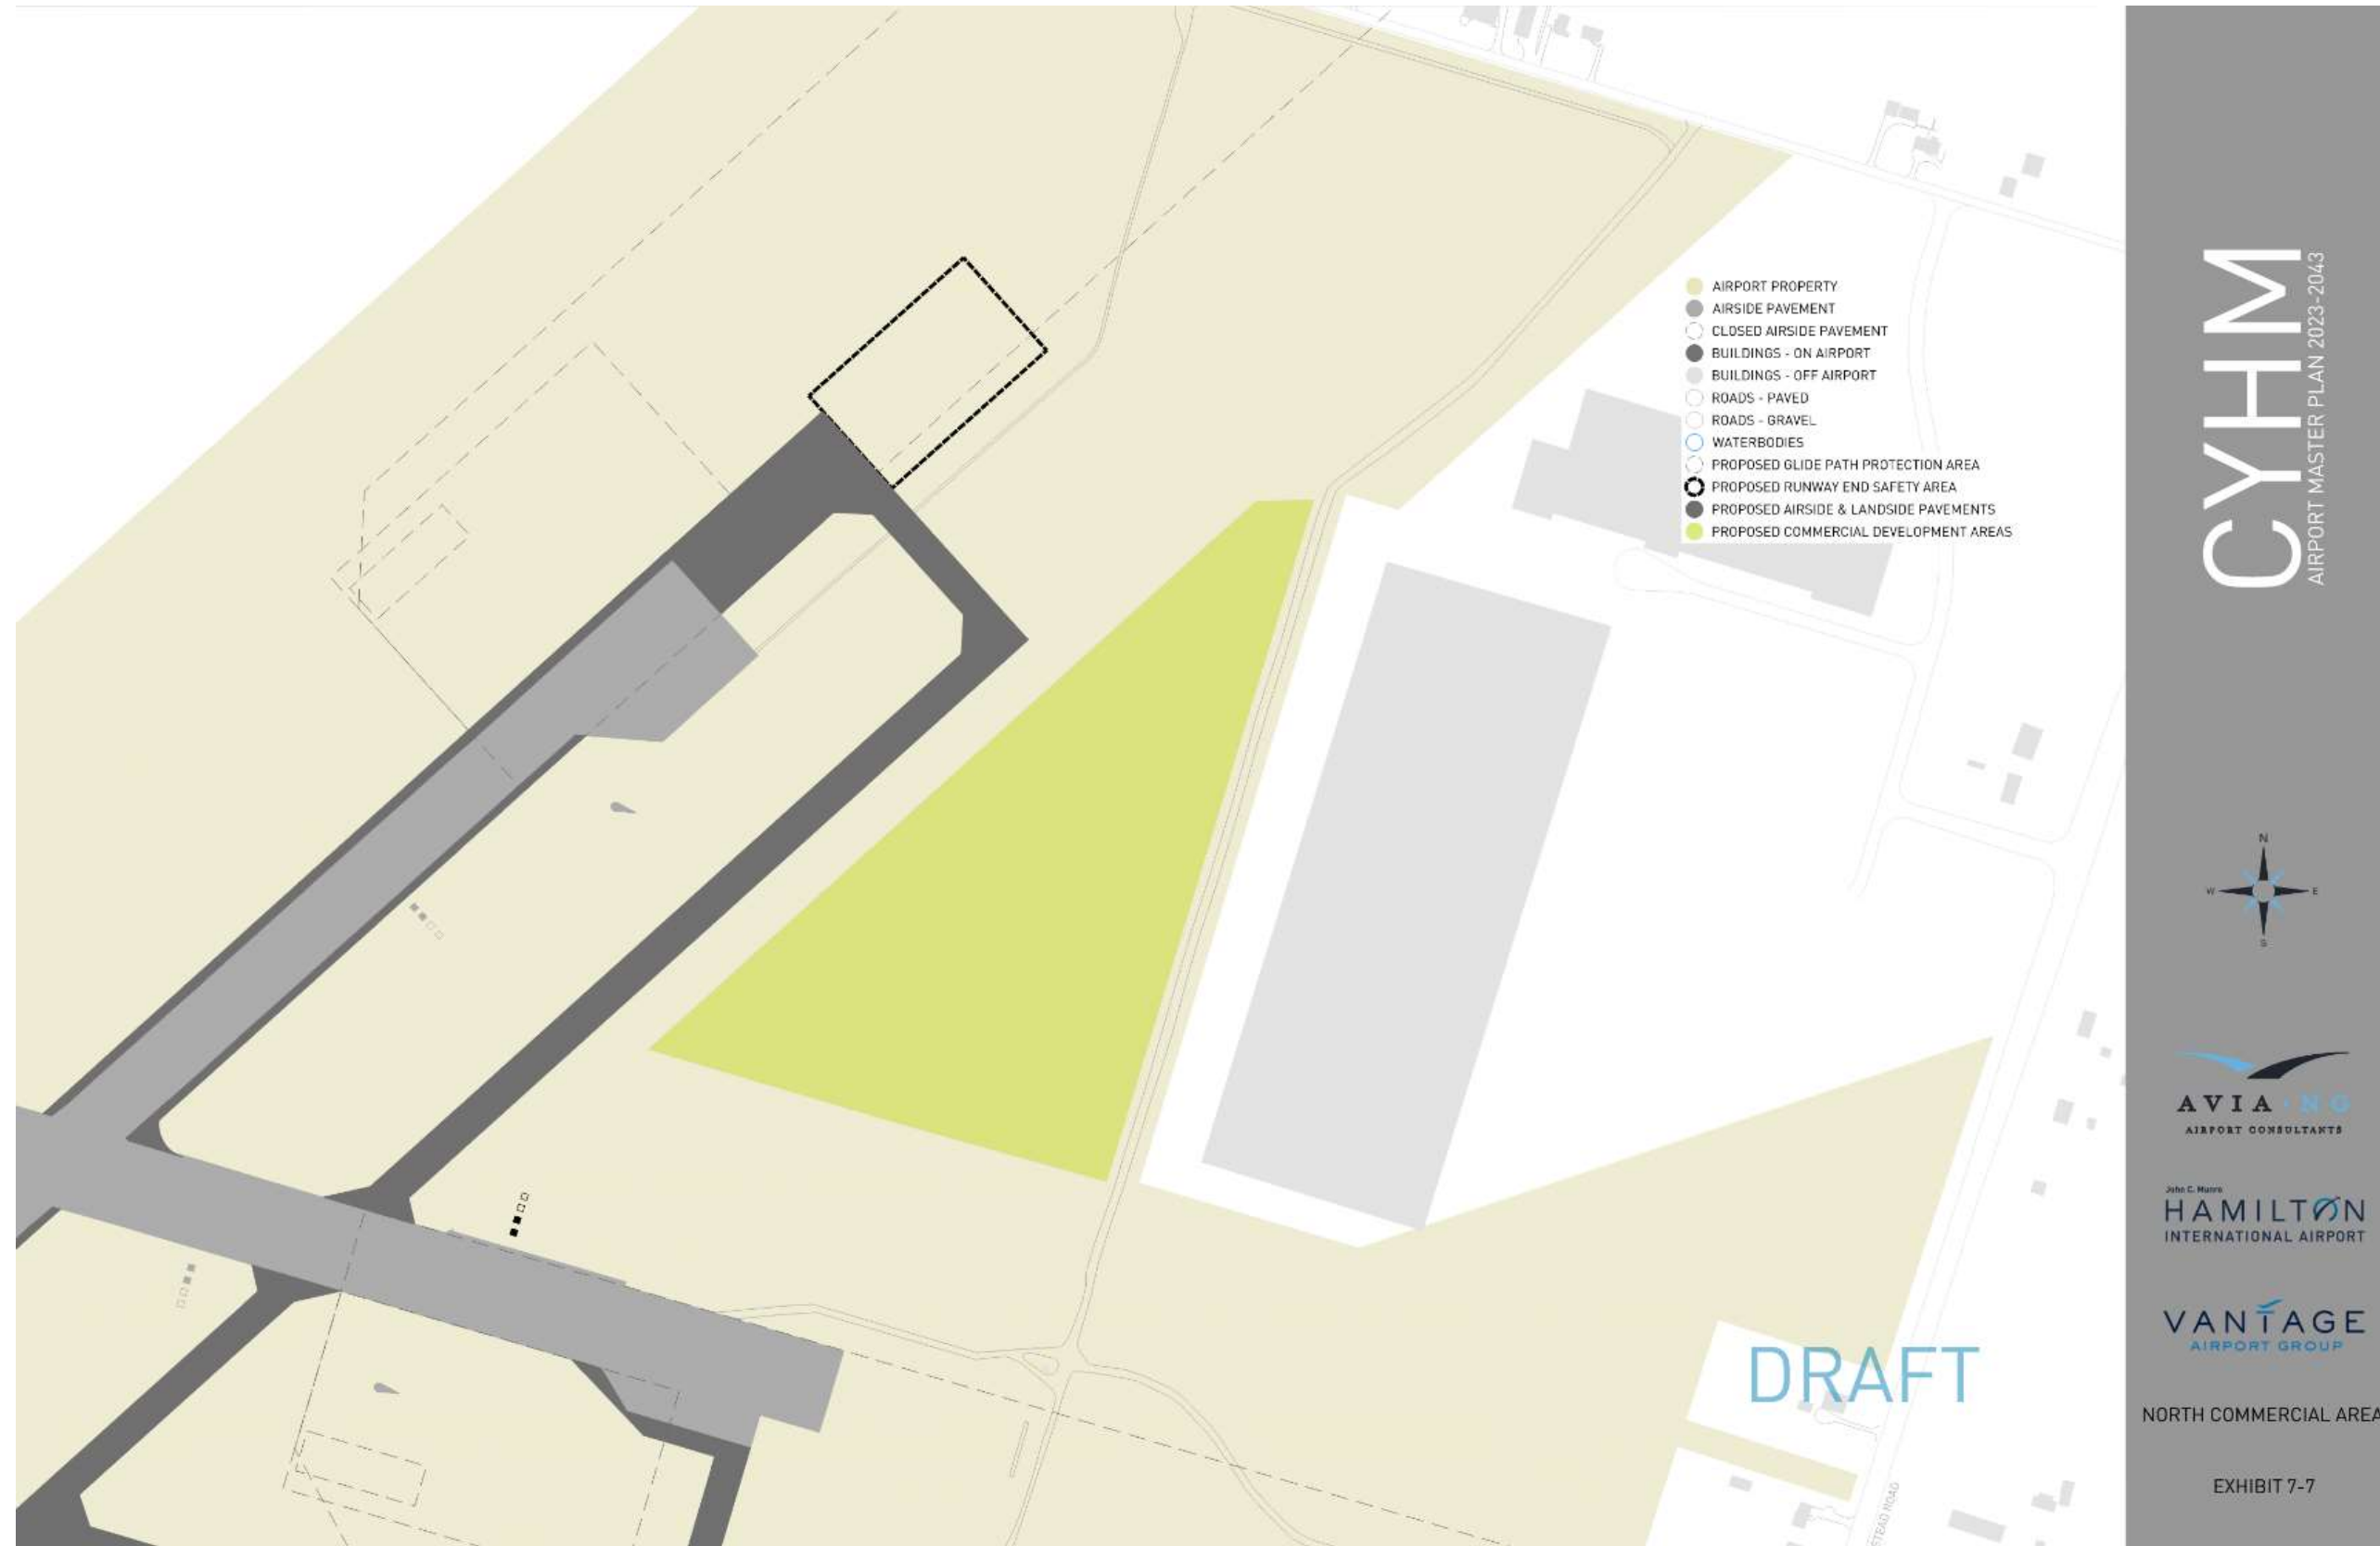 AIRPORT PROPERTY
AIRSIDE PAVEMENT
CLOSED AIRSIDE PAVEMENT
BUILDINGS - ON AIRPORT
BUILDINGS - OFF AIRPORT
ROADS - PAVED
ROADS - GRAVEL
WATERBODIES
PROPOSED GLIDE PATH PROTECTION AREA
PROPOSED RUNWAY END SAFETY AREA
PROPOSED AIRSIDE & LANDSIDE PAVEMENTS
PROPOSED COMMERCIAL DEVELOPMENT AREAS
DRAFT
STEAD ROAD
CYHM
AIRPORT MASTER PLAN 2023-2043
N
W E
S
AVIA NG
AIRPORT CONSULTANTS
John C. Munro
HAMILTON
INTERNATIONAL AIRPORT
VANTAGE
AIRPORT GROUP
NORTH COMMERCIAL AREA
EXHIBIT 7-7